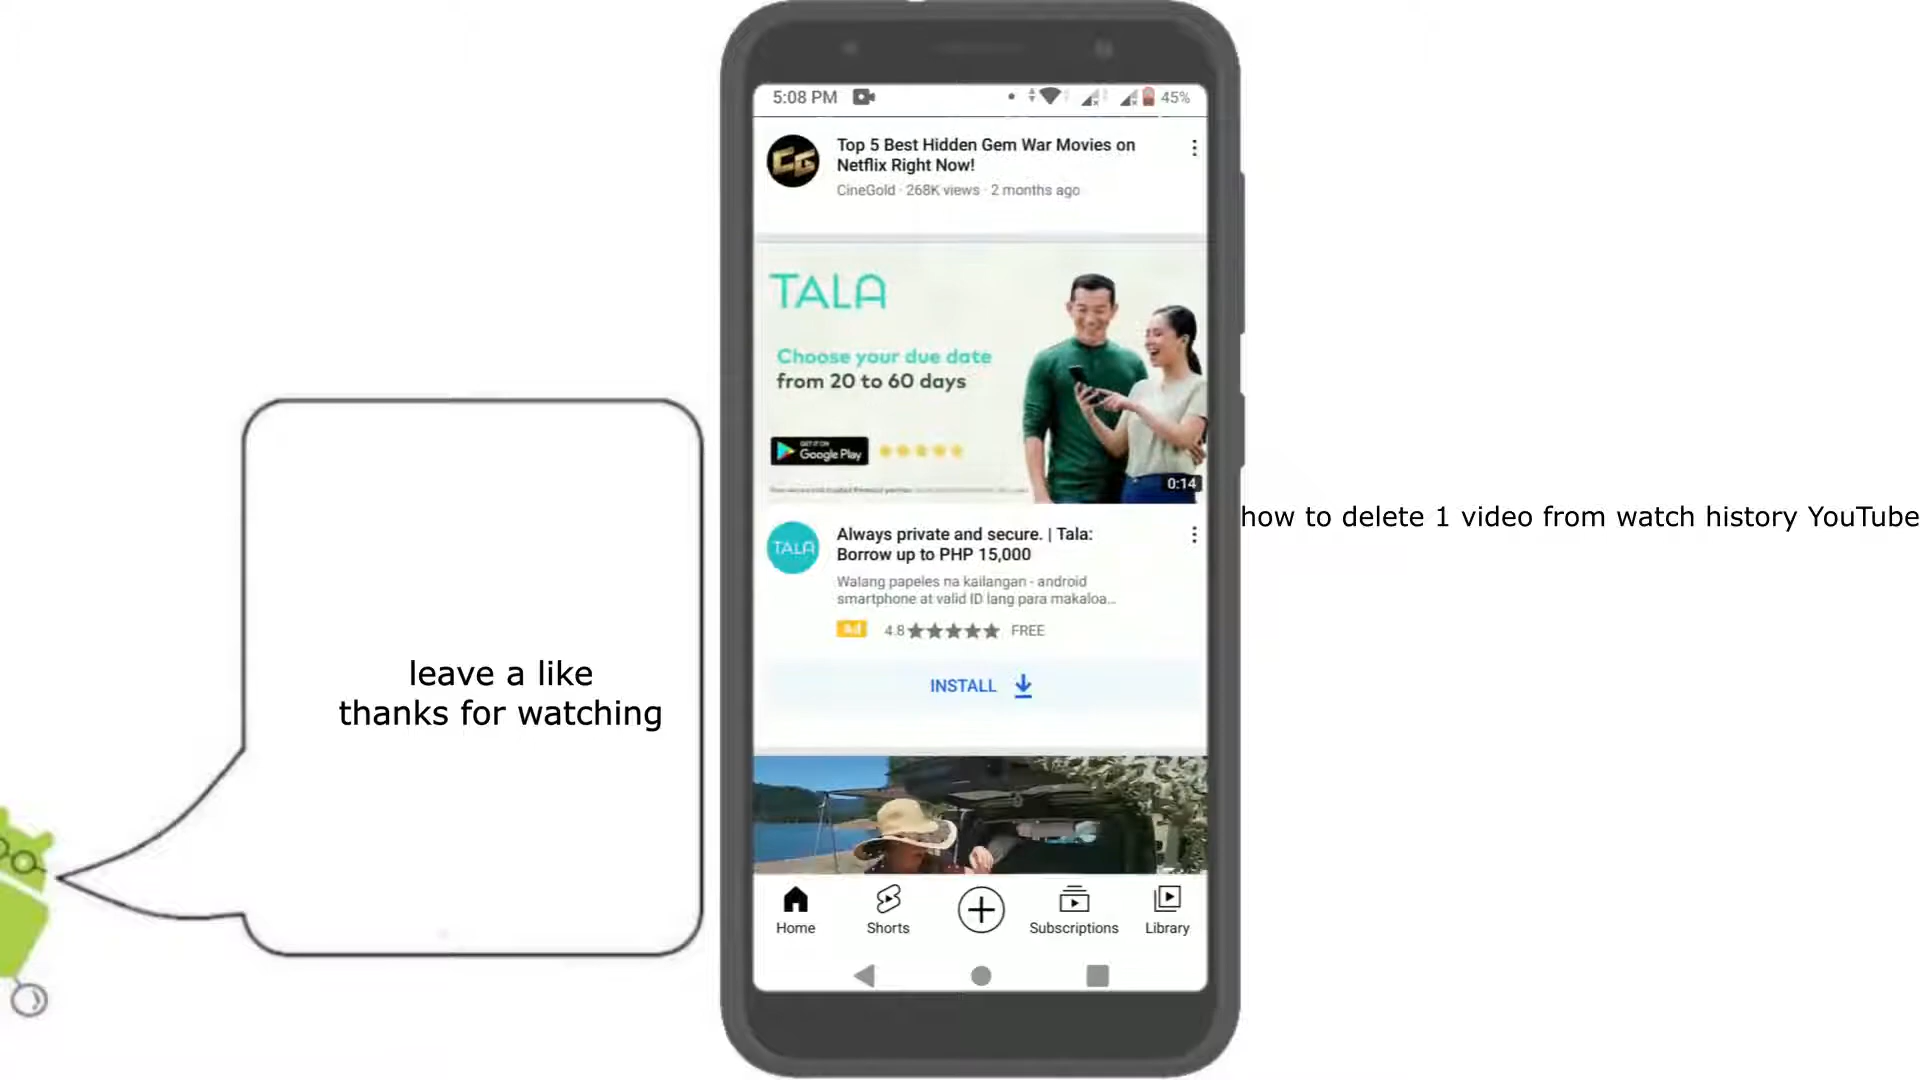 5:08 PM
45%
Top 5 Best Hidden Gem War Movies on
Netflix Right Now!
CineGold · 268K views · 2 months ago
TALA
Choose your due date
from 20 to 60 days
GET IT ON
Google Play
0:14
how to delete 1 video from watch history YouTube
TALA
Always private and secure. | Tala:
Borrow up to PHP 15,000
Walang papeles na kailangan - android
smartphone at valid ID lang para makaloa...
Ad 4.8 FREE
leave a like
thanks for watching
INSTALL
Home
Shorts
Subscriptions
Library